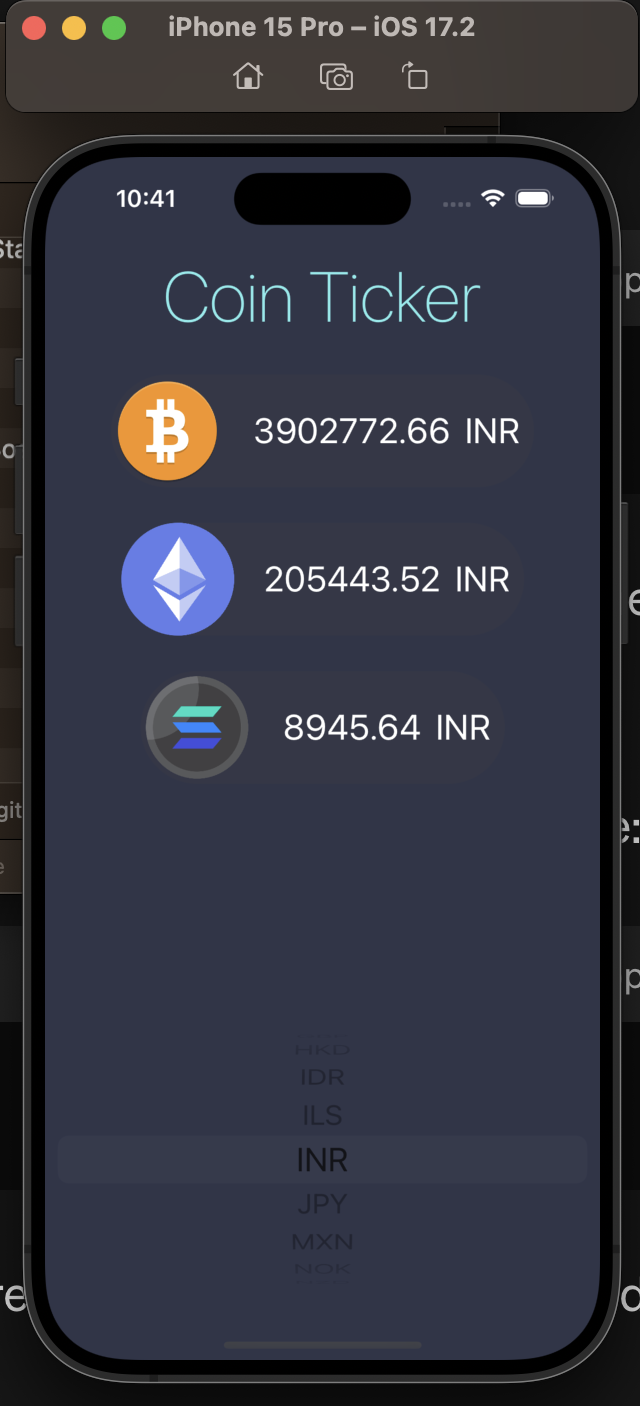 iPhone 15 Pro – iOS 17.2
10:41
Coin Ticker
3902772.66 INR
205443.52 INR
8945.64 INR
HKD
IDR
ILS
INR
JPY
MXN
NOK